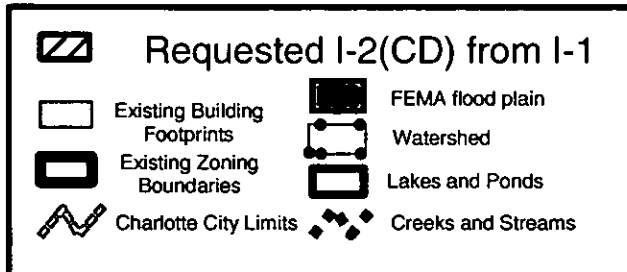 Requested I-2(CD) from I-1
Existing Building
Footprints
Existing Zoning
Boundaries
Charlotte City Limits
FEMA flood plain
Watershed
Lakes and Ponds
Creeks and Streams